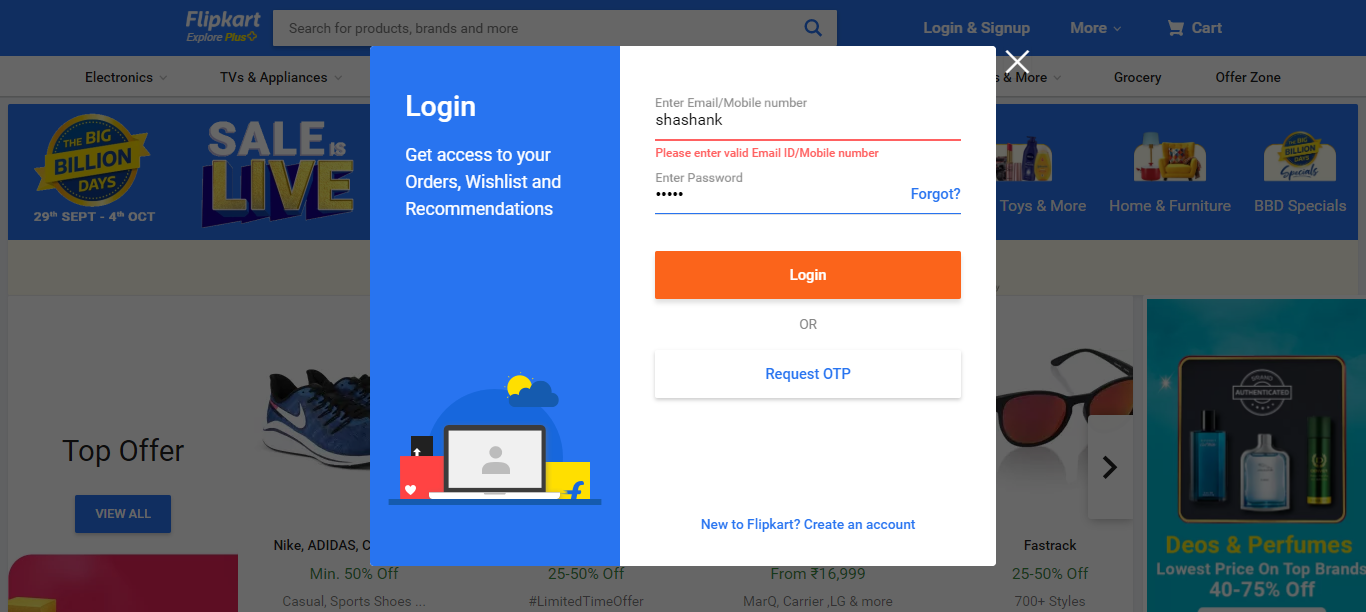 Flipkart
Explore Plus
Search for products, brands and more
Login & Signup
More
Cart
Electronics
TVs & Appliances
& More
Grocery
Offer Zone
THE BIG
BILLION
DAYS
29th SEPT - 4th OCT
SALE IS
LIVE
Toys & More
Home & Furniture
THE BIG
BILLION
DAYS
Specials
BBD Specials
Login
Get access to your
Orders, Wishlist and
Recommendations
Enter Email/Mobile number
shashank
Please enter valid Email ID/Mobile number
Enter Password
•••••
Forgot?
Login
OR
Request OTP
New to Flipkart? Create an account
Top Offer
VIEW ALL
Nike, ADIDAS, C
Min. 50% Off
Casual, Sports Shoes ...
25-50% Off
#LimitedTimeOffer
From ₹16,999
MarQ, Carrier ,LG & more
Fastrack
25-50% Off
700+ Styles
BRAND
AUTHENTICATED
Deos & Perfumes
Lowest Price On Top Brands
40-75% Off